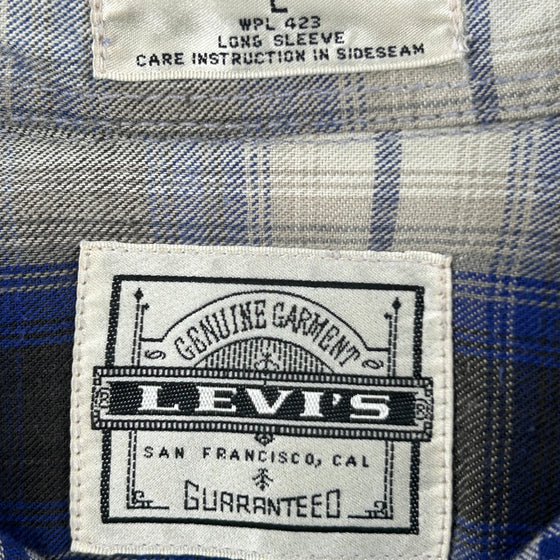 L
WPL 423
LONG SLEEVE
CARE INSTRUCTION IN SIDESEAM
GENUINE GARMENT
LEVI'S
SAN FRANCISCO, CAL
GUARANTEED